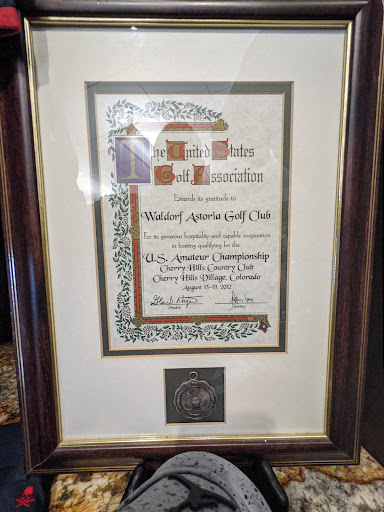 The United States
Golf Association
Extends its gratitude to
Waldorf Astoria Golf Club
For its generous hospitality and capable cooperation
in hosting qualifying for the
U.S. Amateur Championship
Cherry Hills Country Club
Cherry Hills Village, Colorado
August 13-19, 2012
President
Secretary